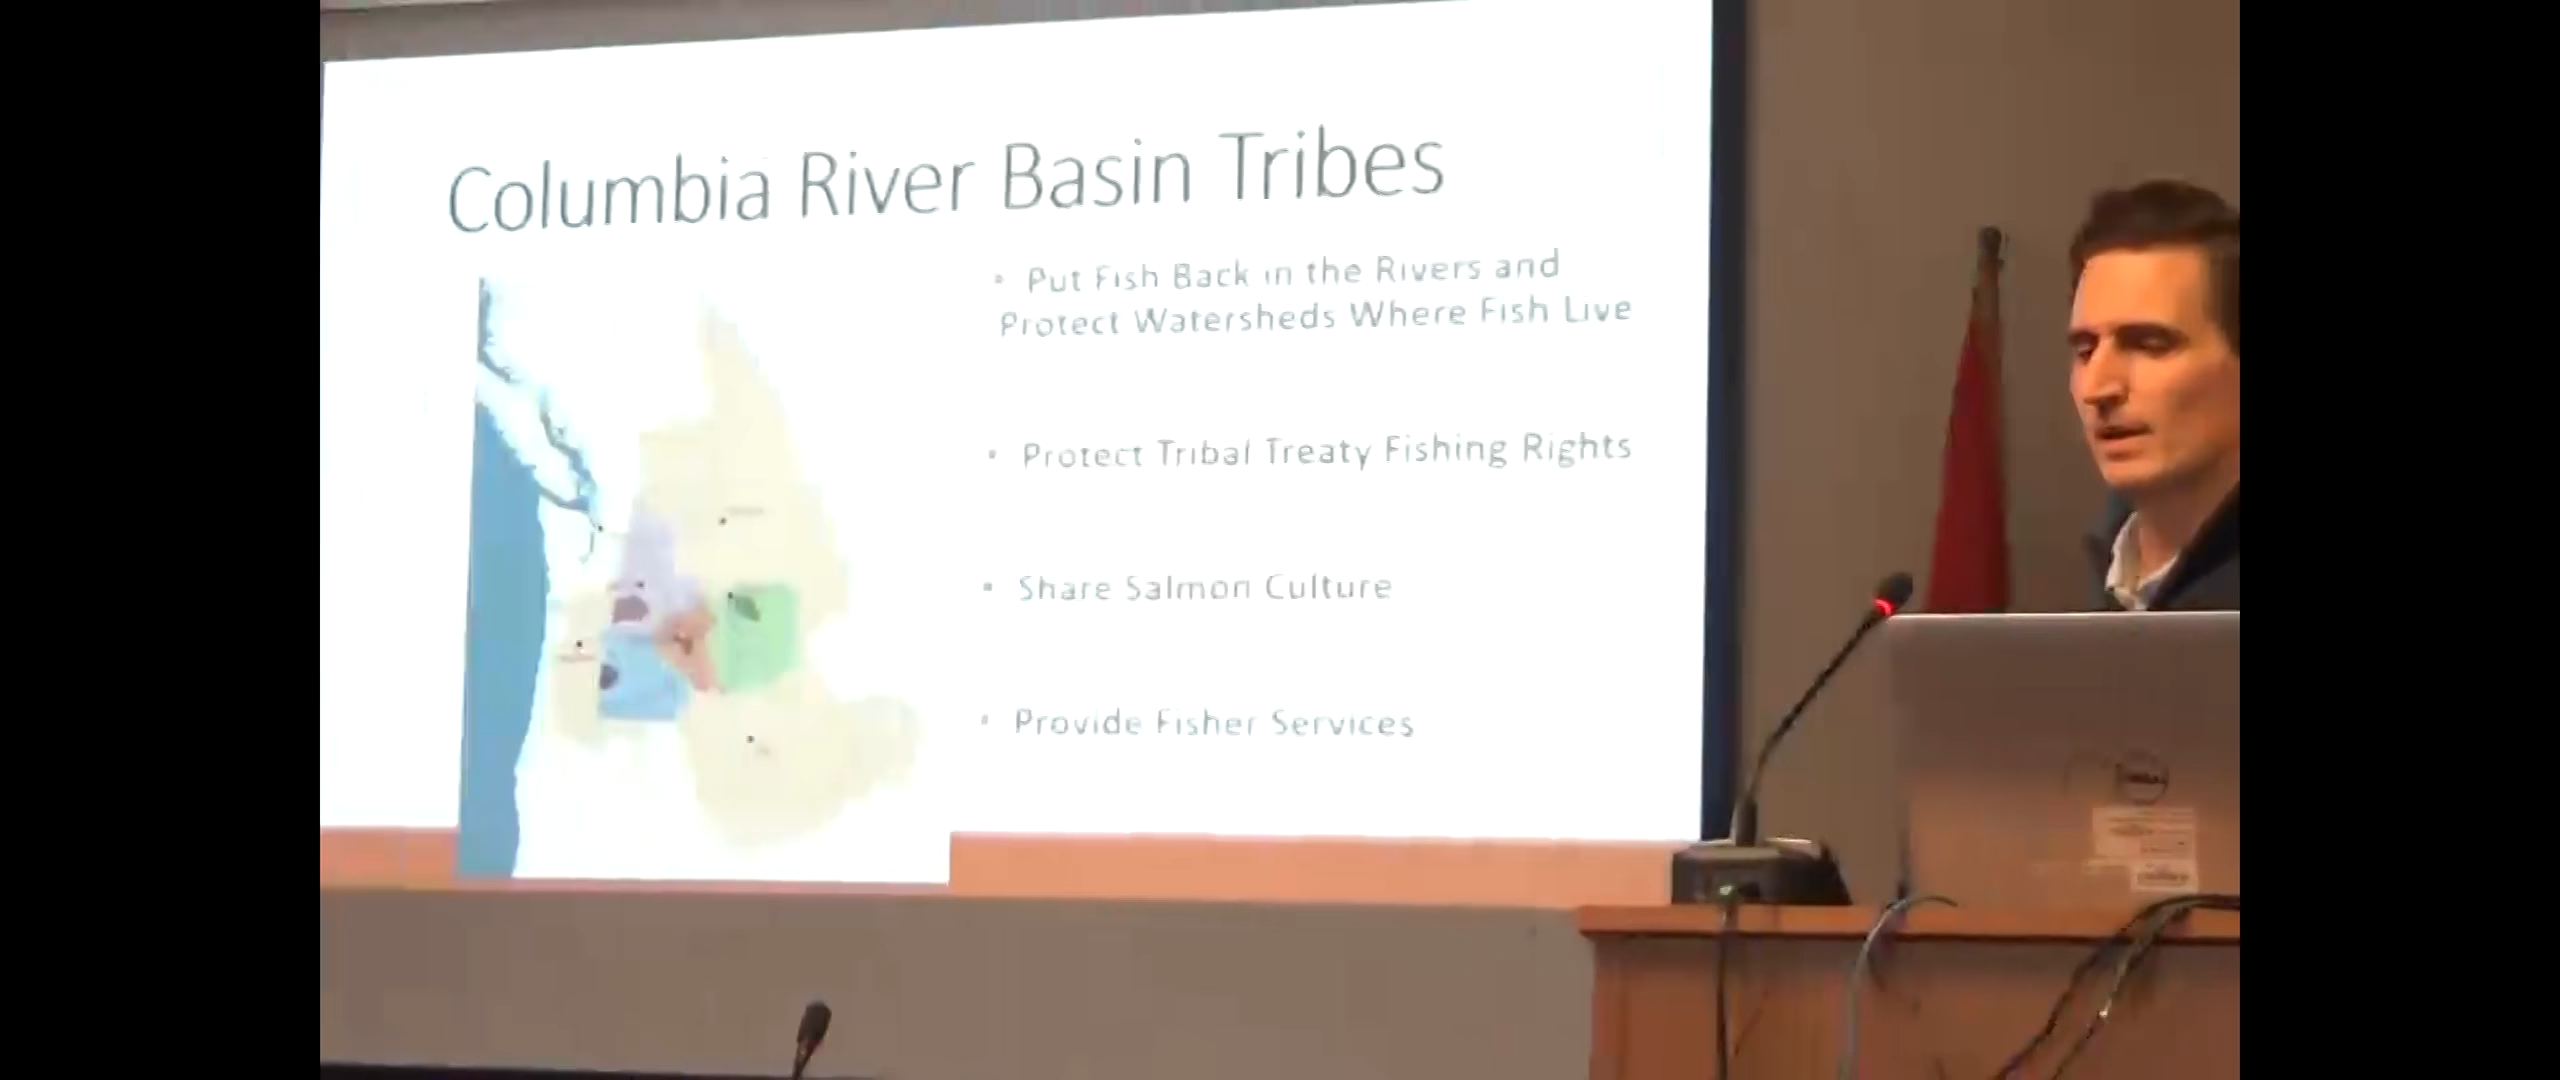 Columbia River Basin Tribes
• Put Fish Back in the Rivers and
Protect Watersheds Where Fish Live
• Protect Tribal Treaty Fishing Rights
• Share Salmon Culture
• Provide Fisher Services
DELL